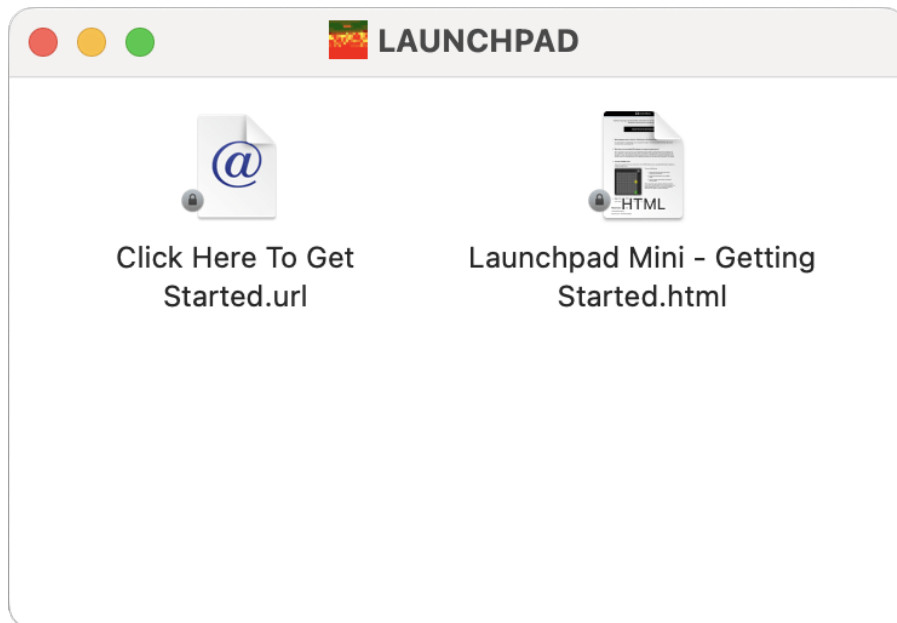 LAUNCHPAD
@
HTML
Click Here To Get
Started.url
Launchpad Mini - Getting
Started.html